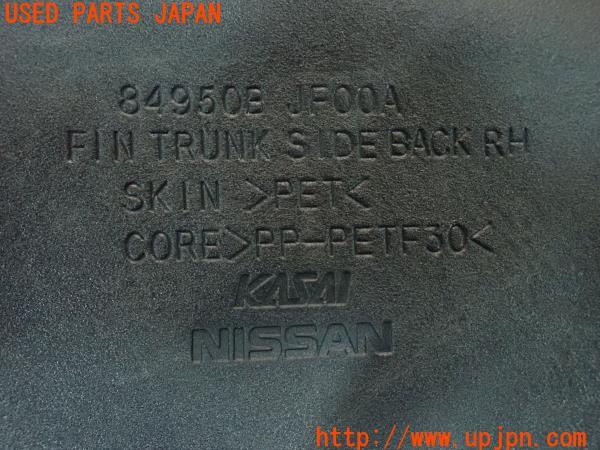 USED PARTS JAPAN
84950B JF00A
FIN TRUNK SIDE BACK RH
SKIN >PET<
CORE>PP-PETF30<
KASAI
NISSAN
http://www.upjpn.com